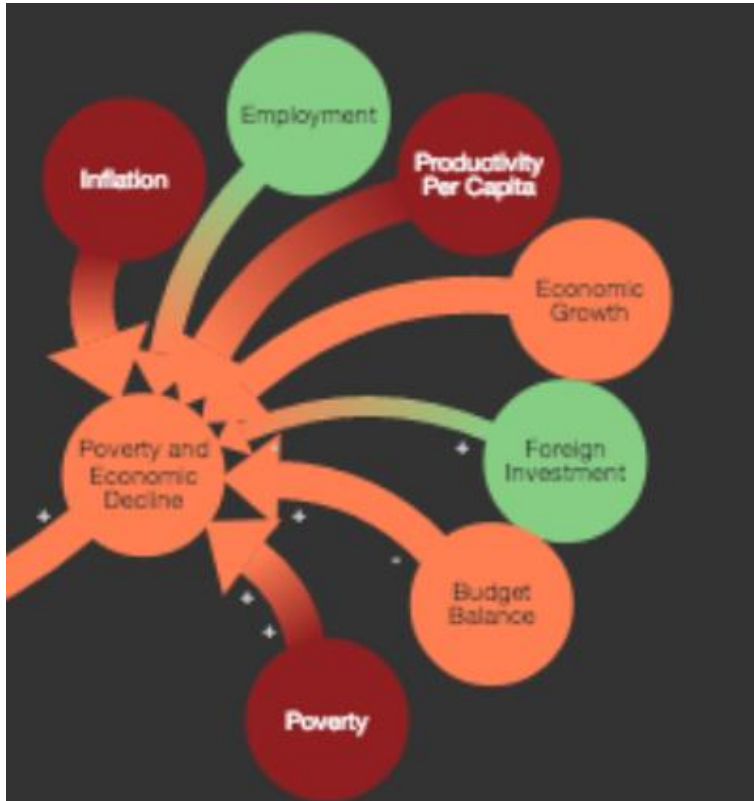 Employment
Inflation
Productivity
Per Capita
Economic
Growth
Poverty and
Economic
Decline
Foreign
Investment
+
+
+
+
-
Budget
Balance
+
+
Poverty